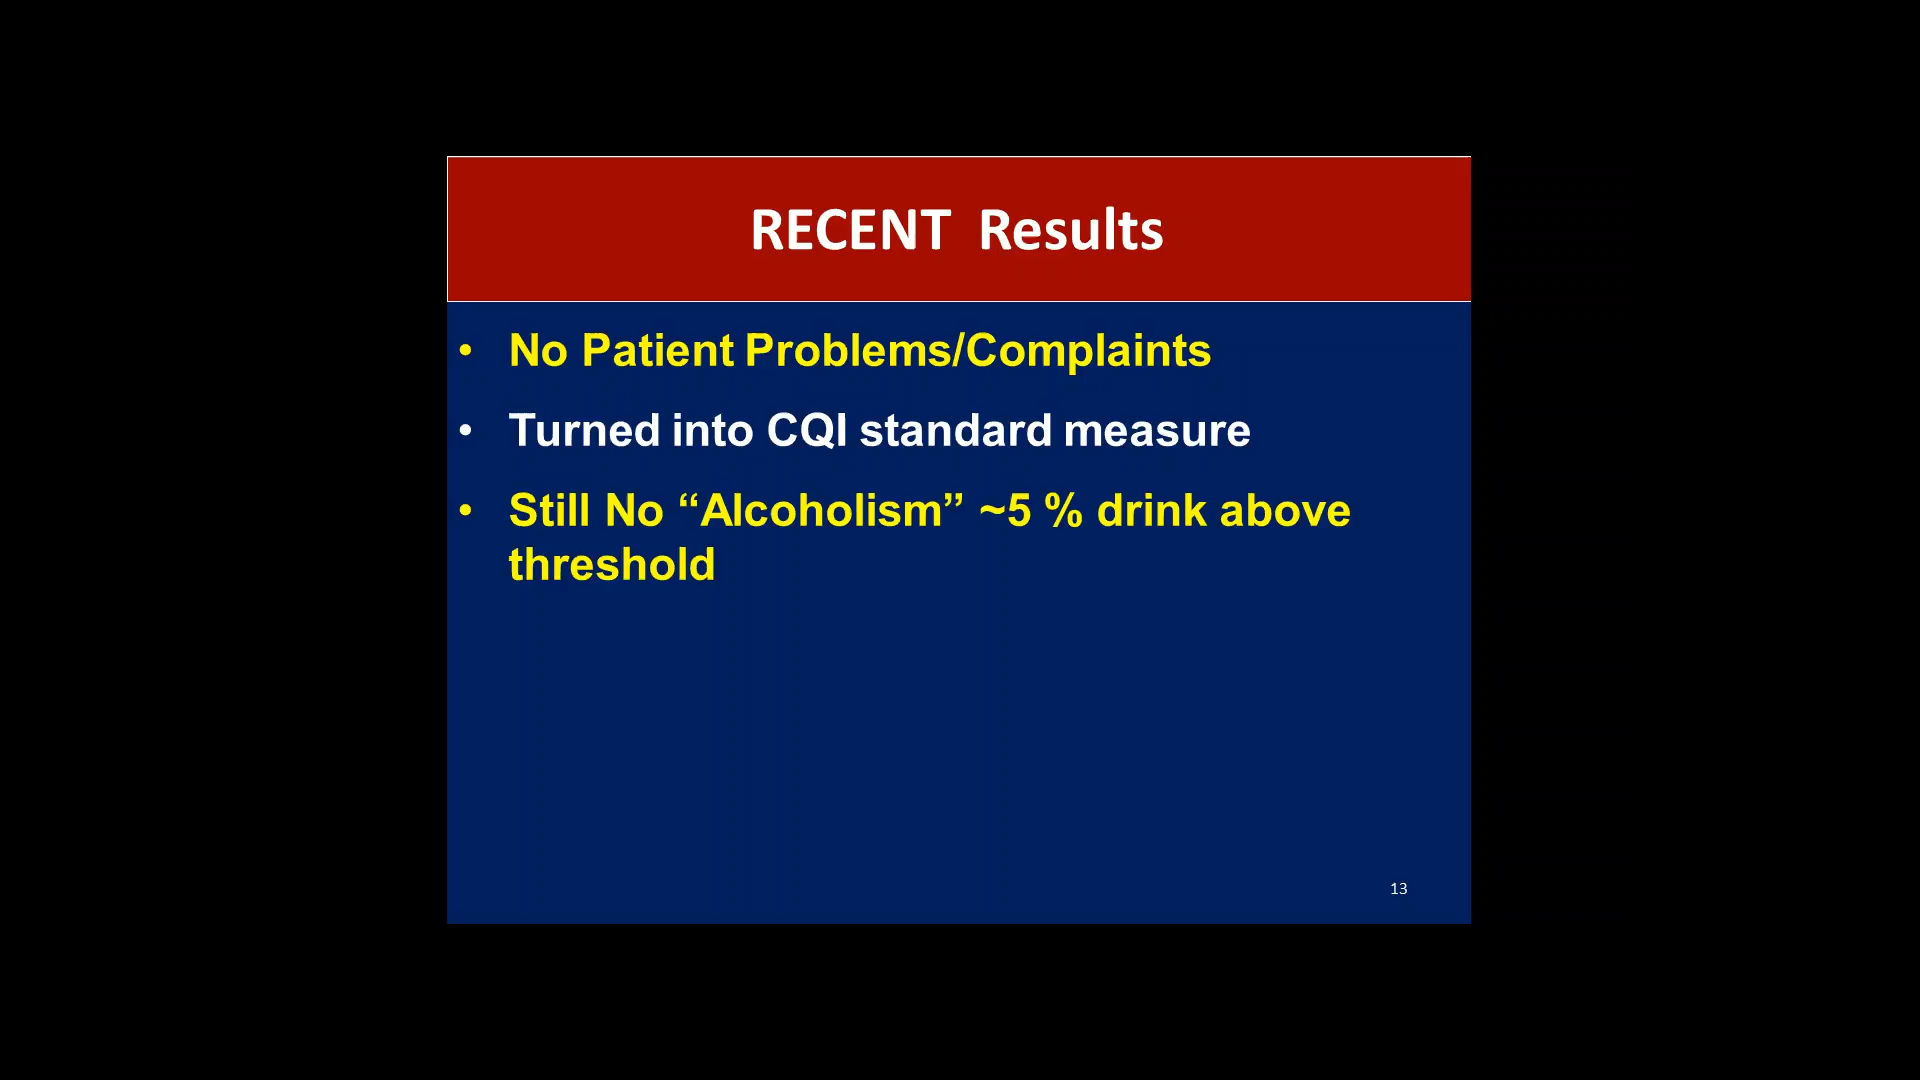 RECENT Results
• No Patient Problems/Complaints
• Turned into CQI standard measure
• Still No “Alcoholism” ~5 % drink above
threshold
13